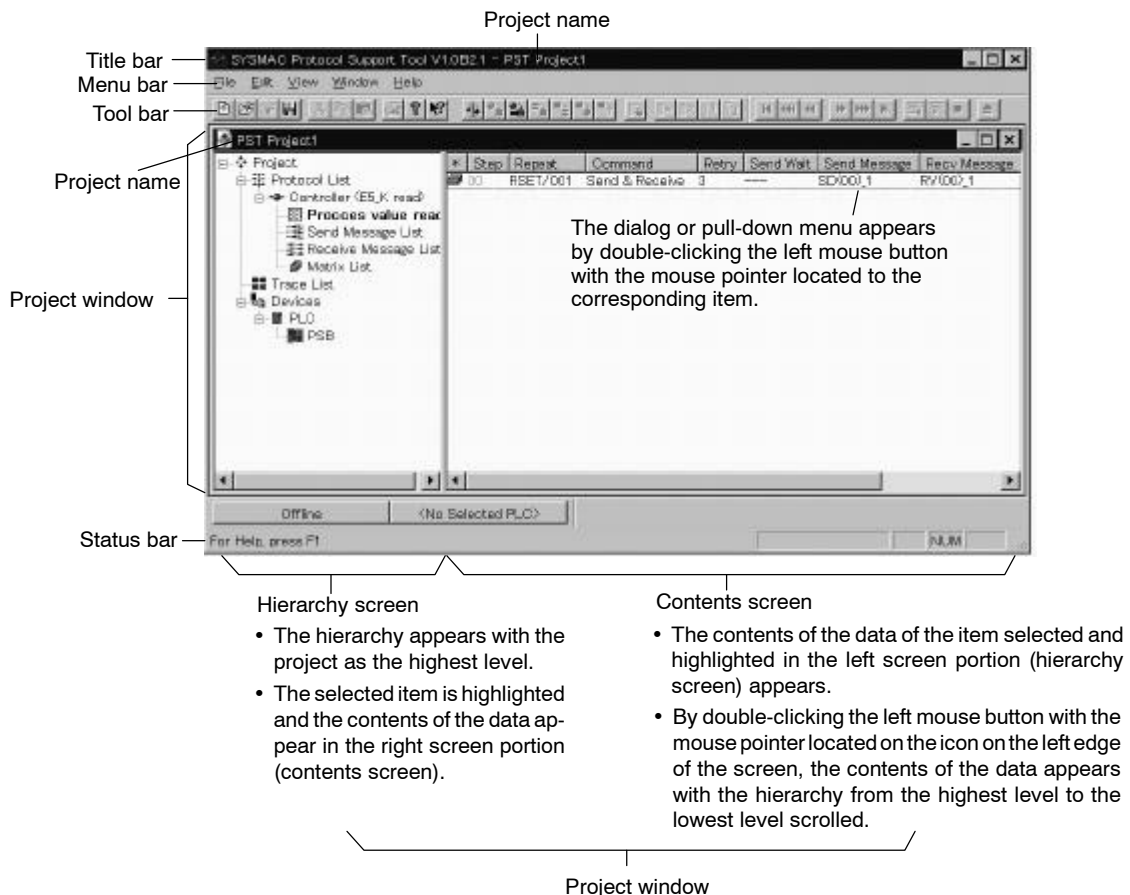 Project name
Title bar
SYSMAC Protocol Support Tool V1.0B2.1 - PST Project1
Menu bar
File Edit View Window Help
Tool bar
PST Project1
Project name
Project window
Project
Protocol List
Controller (E5_K read)
Procces value read
Send Message List
Receive Message List
Matrix List
Trace List
Devices
PLC
PSB
* Step Repeat Command Retry Send Wait Send Message Recv Message
00 RSET/001 Send & Receive 3 --- SD(00)_1 RV(00)_1
The dialog or pull-down menu appears
by double-clicking the left mouse button
with the mouse pointer located to the
corresponding item.
Offline <No Selected PLC>
Status bar
For Help, press F1 NUM
Hierarchy screen
• The hierarchy appears with the
project as the highest level.
• The selected item is highlighted
and the contents of the data ap-
pear in the right screen portion
(contents screen).
Contents screen
• The contents of the data of the item selected and
highlighted in the left screen portion (hierarchy
screen) appears.
• By double-clicking the left mouse button with the
mouse pointer located on the icon on the left edge
of the screen, the contents of the data appears
with the hierarchy from the highest level to the
lowest level scrolled.
Project window